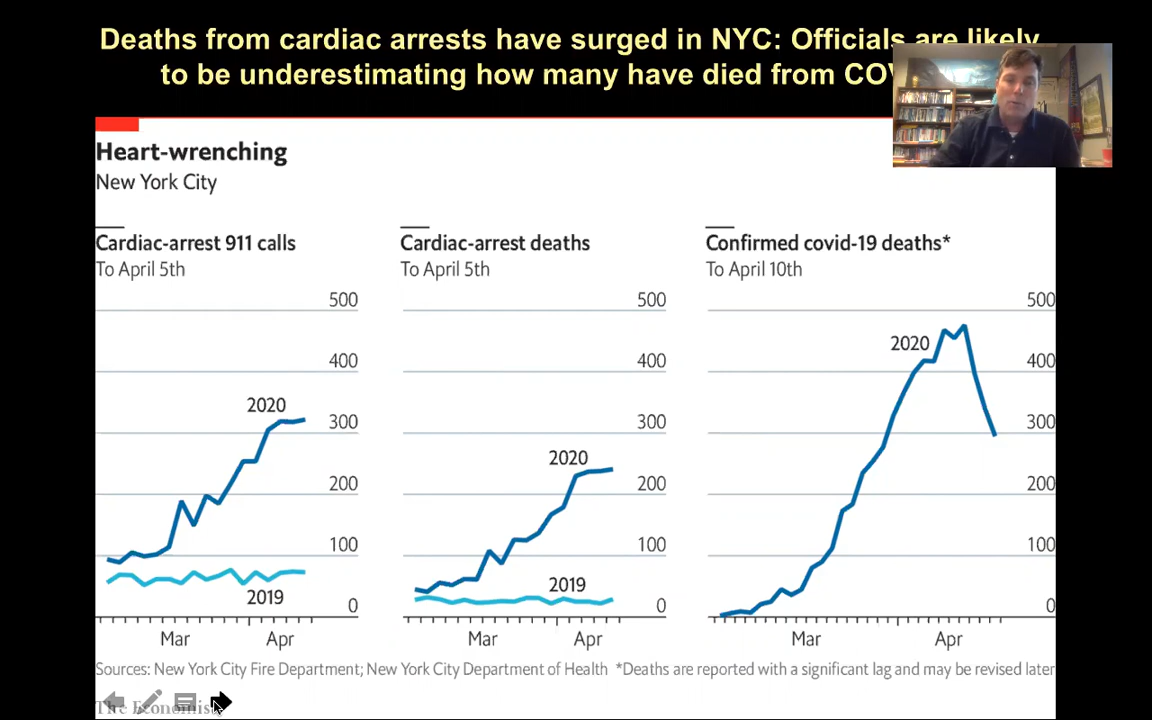 Deaths from cardiac arrests have surged in NYC: Officials are likely
to be underestimating how many have died from
Heart-wrenching
New York City
Cardiac-arrest 911 calls
To April 5th
500
400
300
200
100
0
2020
2019
Mar
Apr
Cardiac-arrest deaths
To April 5th
500
400
300
200
100
0
2020
2019
Mar
Apr
Confirmed covid-19 deaths*
To April 10th
500
400
300
200
100
0
2020
Mar
Apr
Sources: New York City Fire Department; New York City Department of Health *Deaths are reported with a significant lag and may be revised later
The Economist